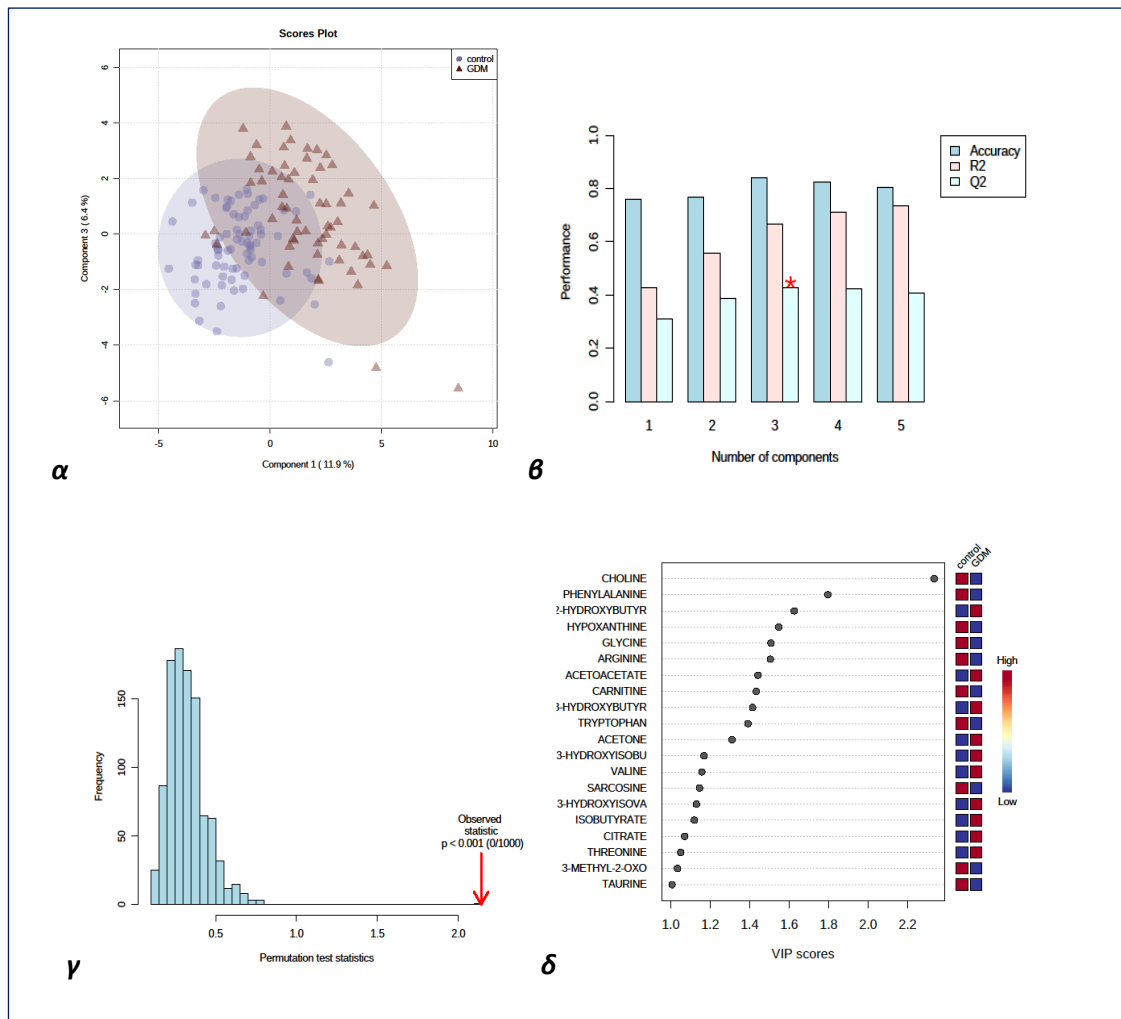 Scores Plot
control
GDM
6
4
2
0
-2
-4
-6
Component 3 ( 6.4 %)
-5
0
5
10
Component 1 ( 11.9 %)
α
Accuracy
R2
Q2
1.0
0.8
0.6
0.4
0.2
0.0
Performance
*
1
2
3
4
5
Number of components
β
150
100
50
0
Frequency
Observed
statistic
p < 0.001 (0/1000)
0.5
1.0
1.5
2.0
Permutation test statistics
γ
control
GDM
CHOLINE
PHENYLALANINE
2-HYDROXYBUTYR
HYPOXANTHINE
GLYCINE
ARGININE
ACETOACETATE
CARNITINE
3-HYDROXYBUTYR
TRYPTOPHAN
ACETONE
3-HYDROXYISOBU
VALINE
SARCOSINE
3-HYDROXYISOVA
ISOBUTYRATE
CITRATE
THREONINE
3-METHYL-2-OXO
TAURINE
High
Low
1.0
1.2
1.4
1.6
1.8
2.0
2.2
VIP scores
δ